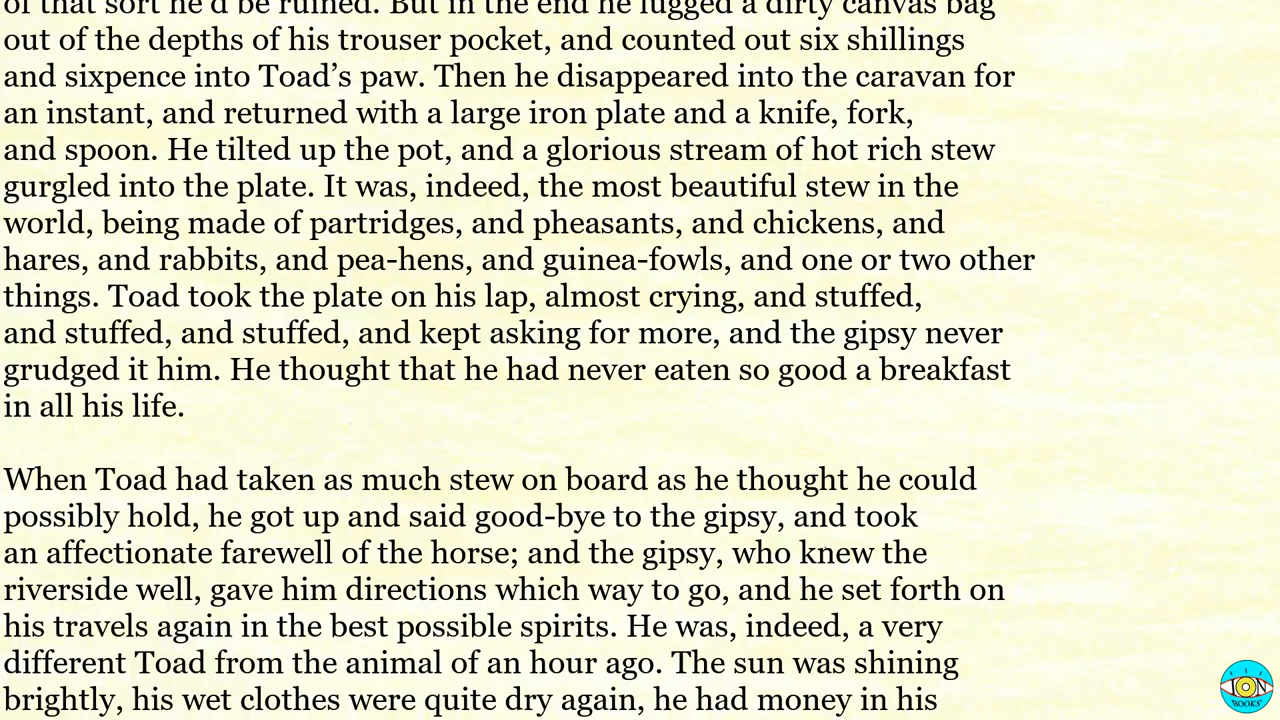 of that sort he'd be ruined. But in the end he lugged a dirty canvas bag
out of the depths of his trouser pocket, and counted out six shillings
and sixpence into Toad’s paw. Then he disappeared into the caravan for
an instant, and returned with a large iron plate and a knife, fork,
and spoon. He tilted up the pot, and a glorious stream of hot rich stew
gurgled into the plate. It was, indeed, the most beautiful stew in the
world, being made of partridges, and pheasants, and chickens, and
hares, and rabbits, and pea-hens, and guinea-fowls, and one or two other
things. Toad took the plate on his lap, almost crying, and stuffed,
and stuffed, and stuffed, and kept asking for more, and the gipsy never
grudged it him. He thought that he had never eaten so good a breakfast
in all his life.
When Toad had taken as much stew on board as he thought he could
possibly hold, he got up and said good-bye to the gipsy, and took
an affectionate farewell of the horse; and the gipsy, who knew the
riverside well, gave him directions which way to go, and he set forth on
his travels again in the best possible spirits. He was, indeed, a very
different Toad from the animal of an hour ago. The sun was shining
brightly, his wet clothes were quite dry again, he had money in his
ION
BOOKS